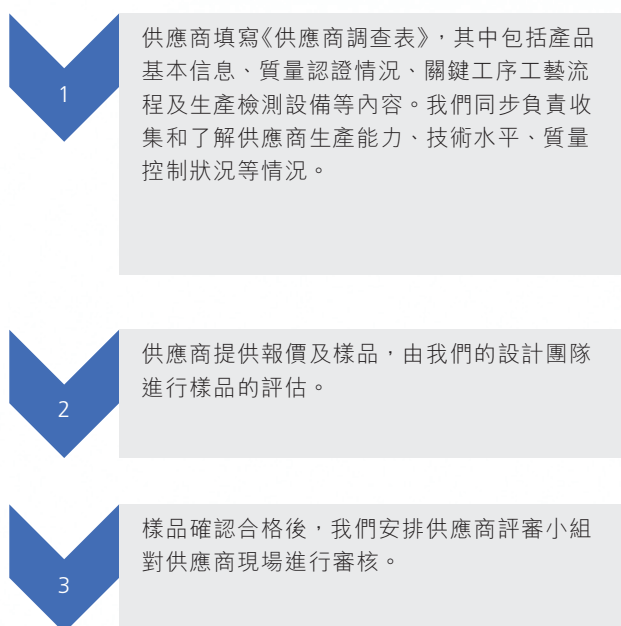 1
供應商填寫《供應商調查表》，其中包括產品
基本信息、質量認證情況、關鍵工序工藝流
程及生產檢測設備等內容。我們同步負責收
集和了解供應商生產能力、技術水平、質量
控制狀況等情況。
2
供應商提供報價及樣品，由我們的設計團隊
進行樣品的評估。
3
樣品確認合格後，我們安排供應商評審小組
對供應商現場進行審核。